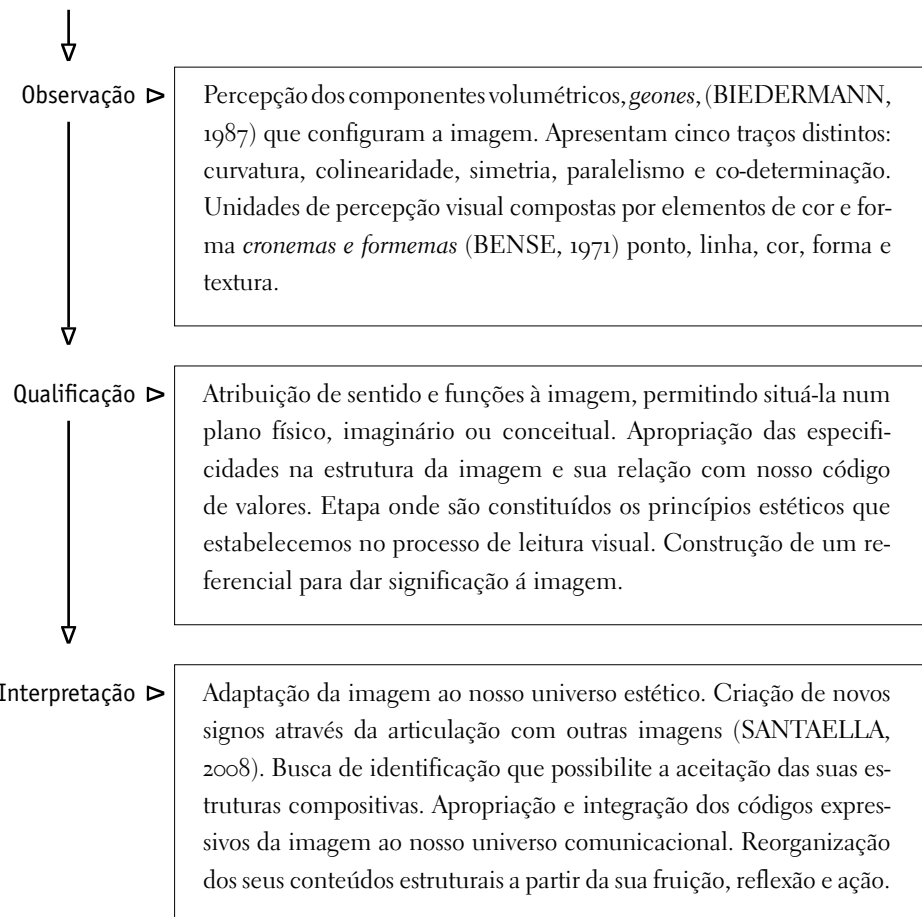 Observação
Percepção dos componentes volumétricos, geones, (BIEDERMANN,
1987) que configuram a imagem. Apresentam cinco traços distintos:
curvatura, colinearidade, simetria, paralelismo e co-determinação.
Unidades de percepção visual compostas por elementos de cor e for-
ma cronemas e formemas (BENSE, 1971) ponto, linha, cor, forma e
textura.
Qualificação
Atribuição de sentido e funções à imagem, permitindo situá-la num
plano físico, imaginário ou conceitual. Apropriação das especifi-
cidades na estrutura da imagem e sua relação com nosso código
de valores. Etapa onde são constituídos os princípios estéticos que
estabelecemos no processo de leitura visual. Construção de um re-
ferencial para dar significação á imagem.
Interpretação
Adaptação da imagem ao nosso universo estético. Criação de novos
signos através da articulação com outras imagens (SANTAELLA,
2008). Busca de identificação que possibilite a aceitação das suas es-
truturas compositivas. Apropriação e integração dos códigos expres-
sivos da imagem ao nosso universo comunicacional. Reorganização
dos seus conteúdos estruturais a partir da sua fruição, reflexão e ação.